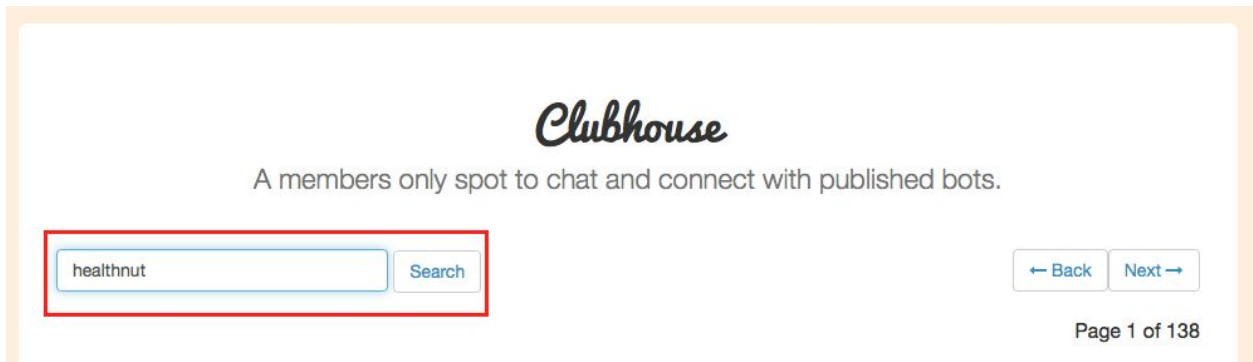 Clubhouse
A members only spot to chat and connect with published bots.
healthnut Search ← Back Next →
Page 1 of 138